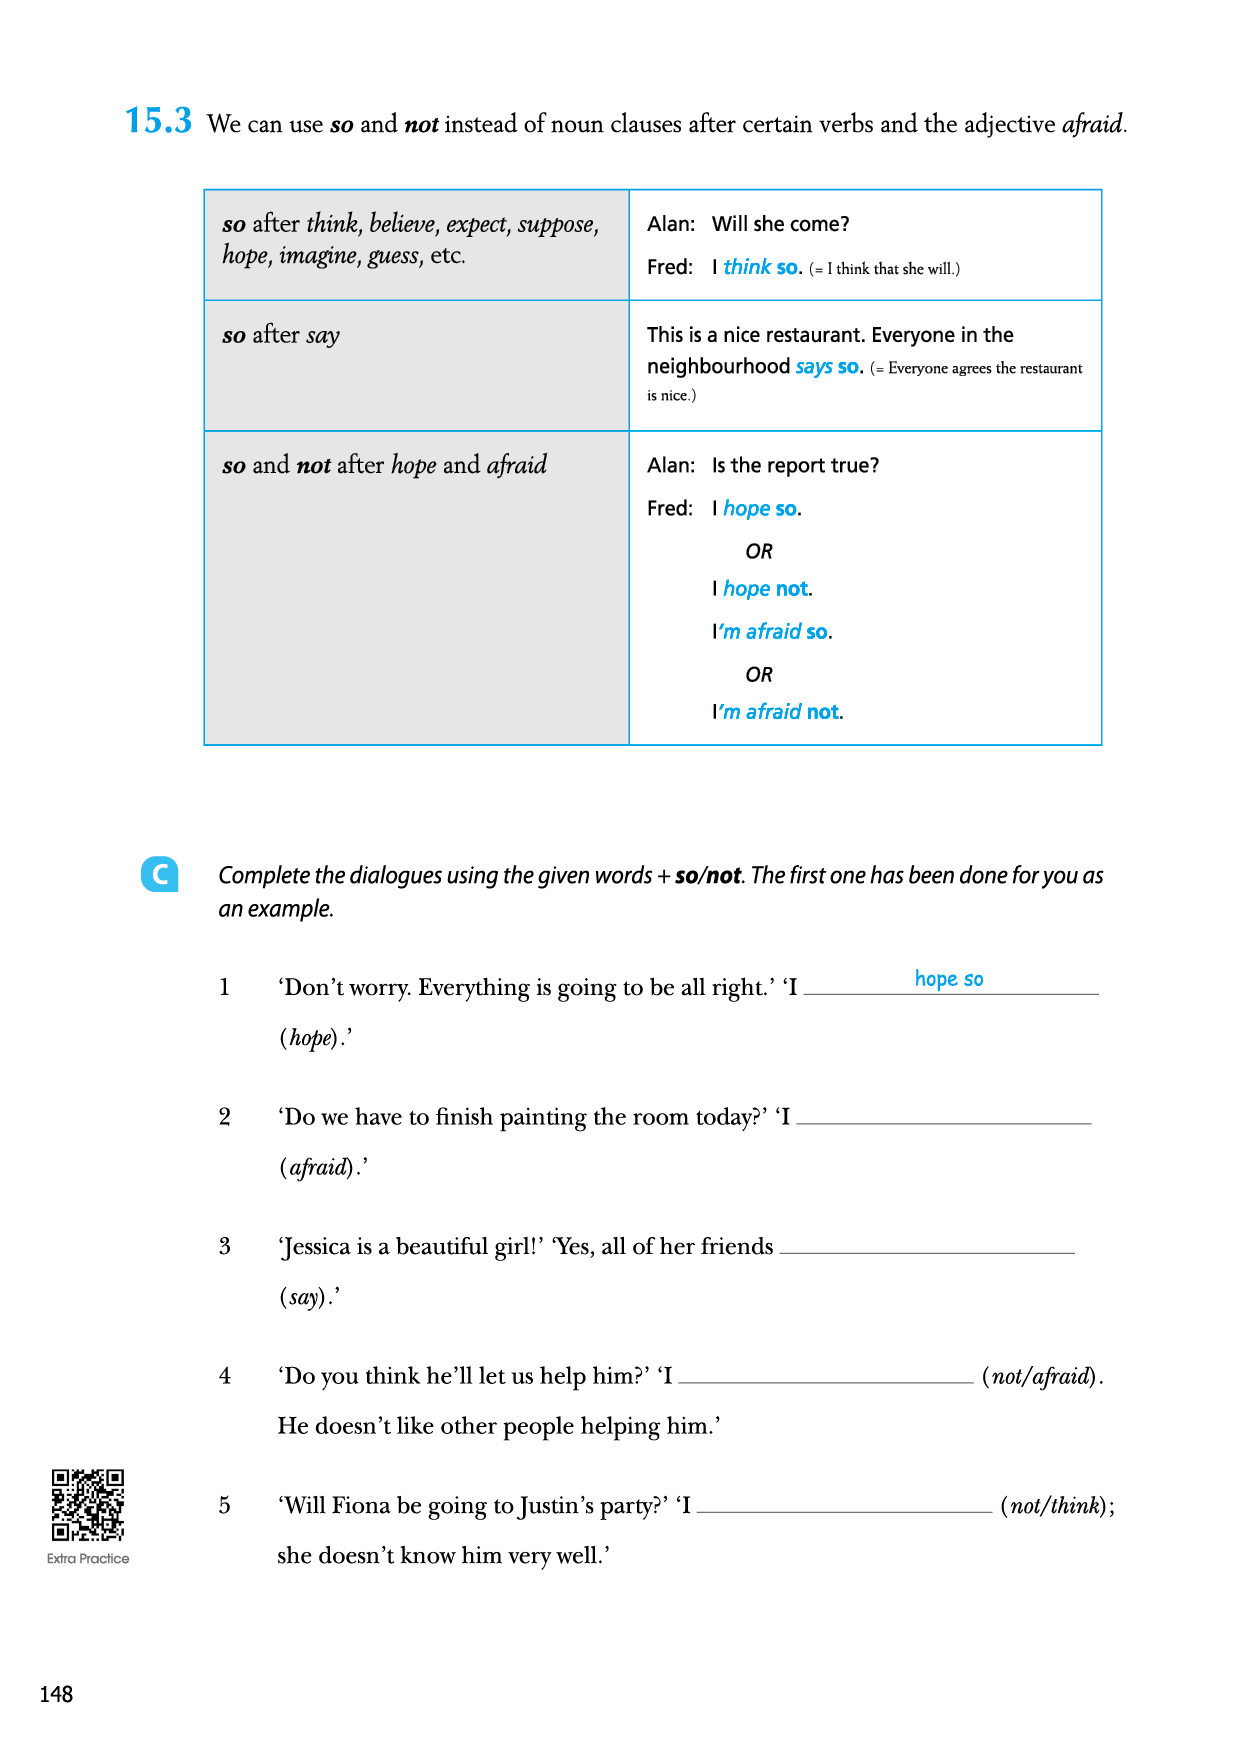 15.3 We can use so and not instead of noun clauses after certain verbs and the adjective afraid.
so after think, believe, expect, suppose,
hope, imagine, guess, etc.
Alan: Will she come?
Fred: I think so. (= I think that she will.)
so after say
This is a nice restaurant. Everyone in the
neighbourhood says so. (= Everyone agrees the restaurant
is nice.)
so and not after hope and afraid
Alan: Is the report true?
Fred: I hope so.
OR
I hope not.
I'm afraid so.
OR
I'm afraid not.
C Complete the dialogues using the given words + so/not. The first one has been done for you as
an example.
1 ‘Don’t worry. Everything is going to be all right.’ ‘I hope so
(hope).’
2 ‘Do we have to finish painting the room today?’ ‘I
(afraid).’
3 ‘Jessica is a beautiful girl!’ ‘Yes, all of her friends
(say).’
4 ‘Do you think he’ll let us help him?’ ‘I (not/afraid).
He doesn’t like other people helping him.’
5 ‘Will Fiona be going to Justin’s party?’ ‘I (not/think);
she doesn’t know him very well.’
Extra Practice
148